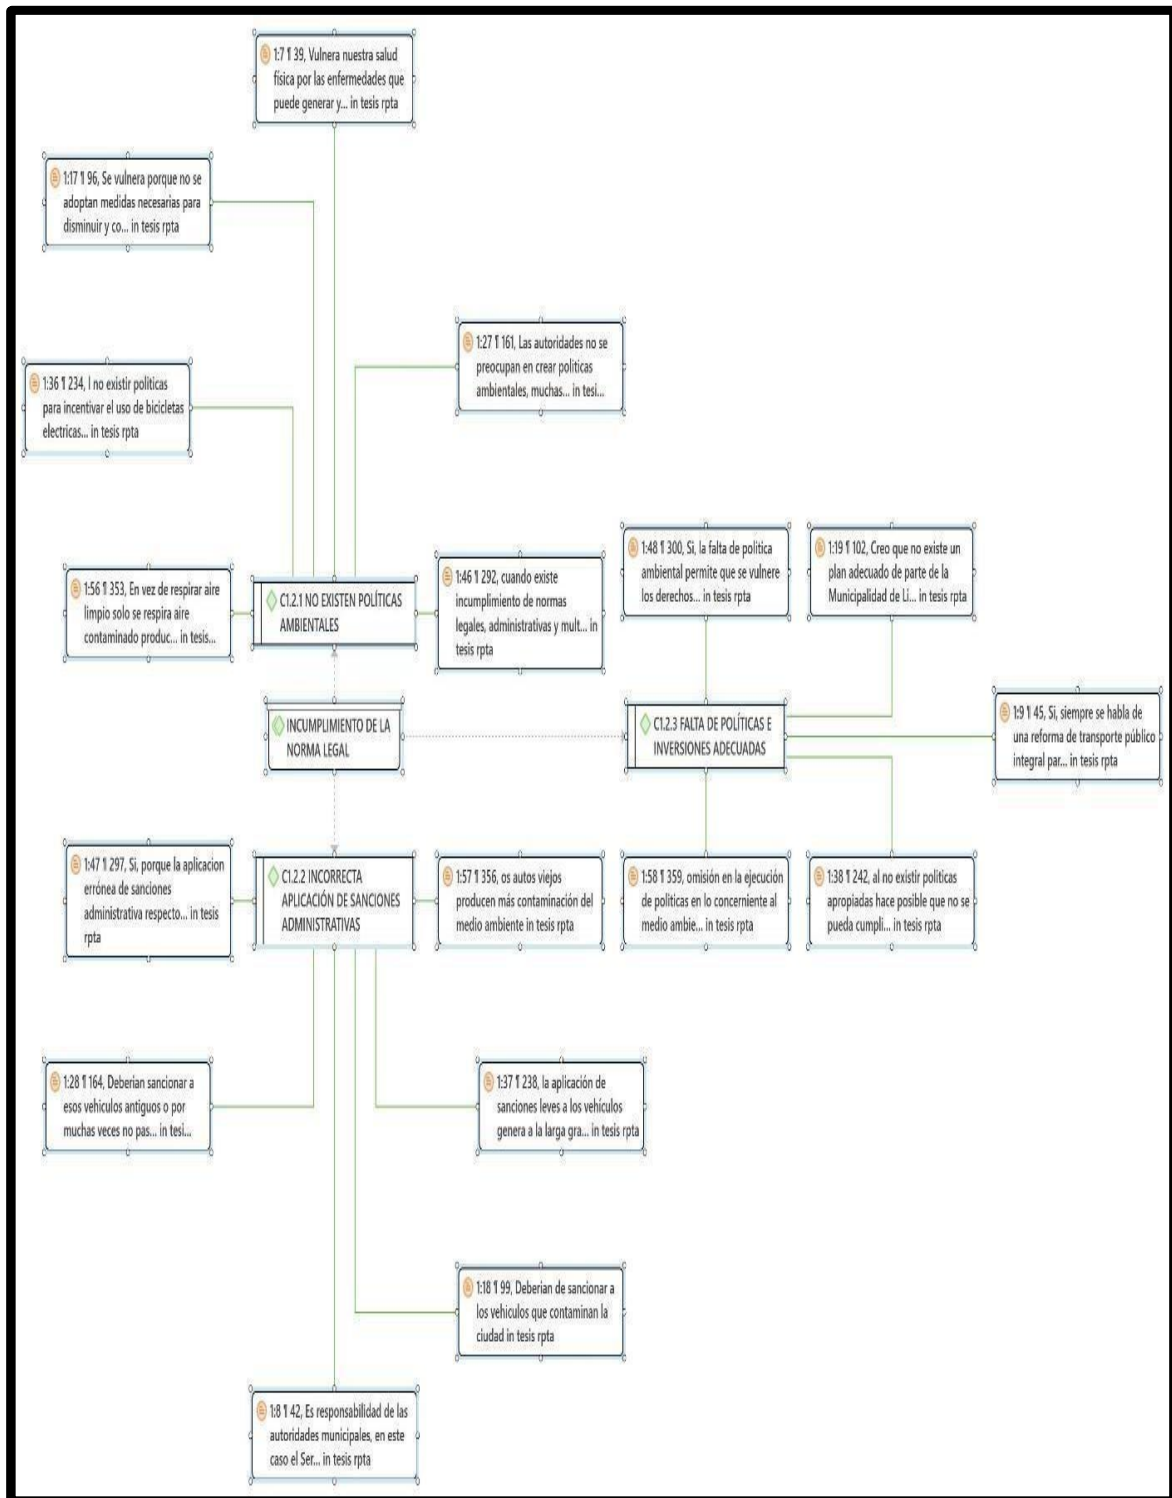 1:7 ¶ 39, Vulnera nuestra salud
física por las enfermedades que
puede generar y... in tesis rpta
1:17 ¶ 96, Se vulnera porque no se
adoptan medidas necesarias para
disminuir y co... in tesis rpta
1:27 ¶ 161, Las autoridades no se
preocupan en crear politicas
ambientales, muchas... in tesi...
1:36 ¶ 234, l no existir politicas
para incentivar el uso de bicicletas
electricas... in tesis rpta
1:56 ¶ 353, En vez de respirar aire
limpio solo se respira aire
contaminado produc... in tesis...
C1.2.1 NO EXISTEN POLÍTICAS
AMBIENTALES
1:46 ¶ 292, cuando existe
incumplimiento de normas
legales, administrativas y mult... in
tesis rpta
1:48 ¶ 300, Si, la falta de politica
ambiental permite que se vulnere
los derechos... in tesis rpta
1:19 ¶ 102, Creo que no existe un
plan adecuado de parte de la
Municipalidad de Li... in tesis rpta
INCUMPLIMIENTO DE LA
NORMA LEGAL
C1.2.3 FALTA DE POLÍTICAS E
INVERSIONES ADECUADAS
1:9 ¶ 45, Si, siempre se habla de
una reforma de transporte público
integral par... in tesis rpta
1:47 ¶ 297, Si, porque la aplicacion
errónea de sanciones
administrativa respecto... in tesis
rpta
C1.2.2 INCORRECTA
APLICACIÓN DE SANCIONES
ADMINISTRATIVAS
1:57 ¶ 356, os autos viejos
producen más contaminación del
medio ambiente in tesis rpta
1:58 ¶ 359, omisión en la ejecución
de politicas en lo concerniente al
medio ambie... in tesis rpta
1:38 ¶ 242, al no existir politicas
apropiadas hace posible que no se
pueda cumpli... in tesis rpta
1:28 ¶ 164, Deberian sancionar a
esos vehiculos antiguos o por
muchas veces no pas... in tesi...
1:37 ¶ 238, la aplicación de
sanciones leves a los vehículos
genera a la larga gra... in tesis rpta
1:18 ¶ 99, Deberian de sancionar a
los vehiculos que contaminan la
ciudad in tesis rpta
1:8 ¶ 42, Es responsabilidad de las
autoridades municipales, en este
caso el Ser... in tesis rpta